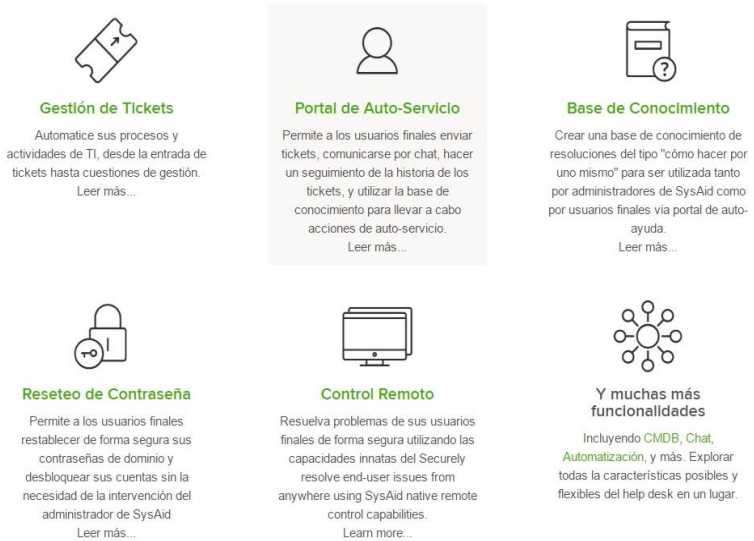 Gestión de Tickets
Automatice sus procesos y
actividades de TI, desde la entrada de
tickets hasta cuestiones de gestión.
Leer más...
Portal de Auto-Servicio
Permite a los usuarios finales enviar
tickets, comunicarse por chat, hacer
un seguimiento de la historia de los
tickets, y utilizar la base de
conocimiento para llevar a cabo
acciones de auto-servicio.
Leer más...
Base de Conocimiento
Crear una base de conocimiento de
resoluciones del tipo "cómo hacer por
uno mismo" para ser utilizada tanto
por administradores de SysAid como
por usuarios finales via portal de auto-
ayuda.
Leer más...
Reseteo de Contraseña
Permite a los usuarios finales
restablecer de forma segura sus
contraseñas de dominio y
desbloquear sus cuentas sin la
necesidad de la intervención del
administrador de SysAid
Leer más...
Control Remoto
Resuelva problemas de sus usuarios
finales de forma segura utilizando las
capacidades innatas del Securely
resolve end-user issues from
anywhere using SysAid native remote
control capabilities.
Learn more...
Y muchas más
funcionalidades
Incluyendo CMDB, Chat,
Automatización, y más. Explorar
todas la características posibles y
flexibles del help desk en un lugar.